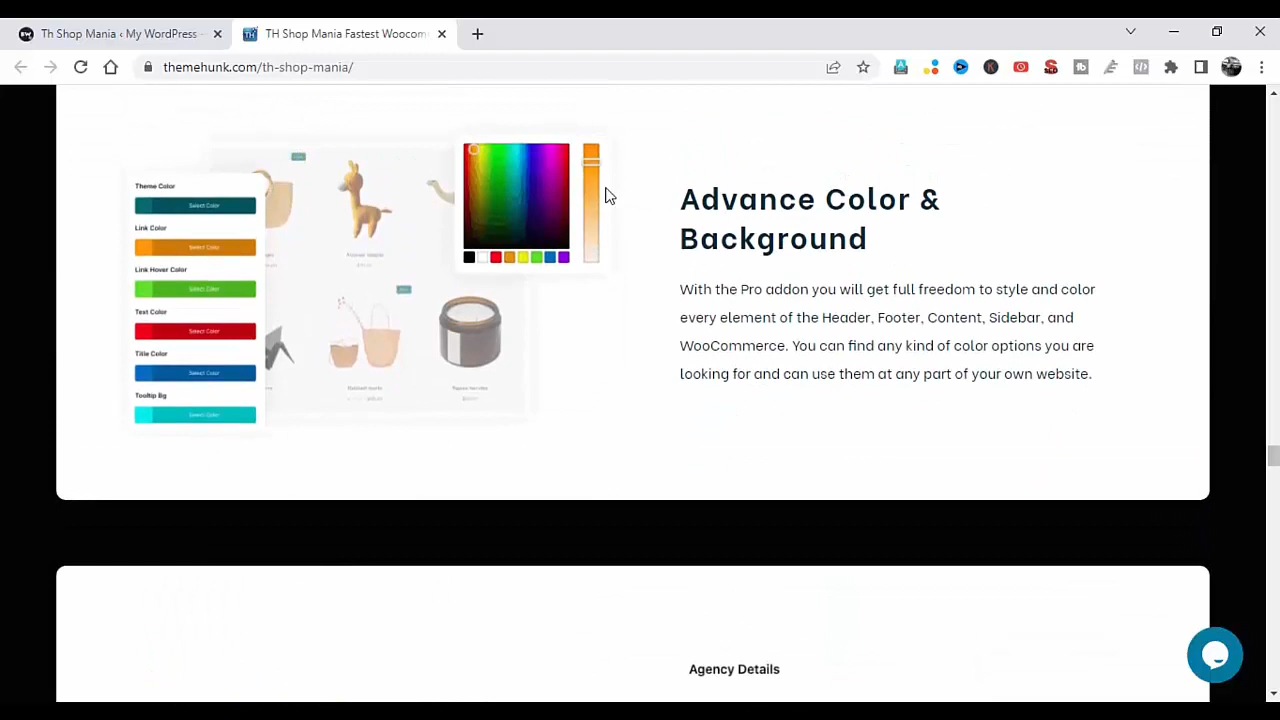 Th Shop Mania ‹ My WordPress
TH Shop Mania Fastest Woocom
themehunk.com/th-shop-mania/
Theme Color
Select Color
Link Color
Select Color
Link Hover Color
Select Color
Text Color
Select Color
Title Color
Select Color
Tooltip Bg
Select Color
Advance Color &
Background
With the Pro addon you will get full freedom to style and color
every element of the Header, Footer, Content, Sidebar, and
WooCommerce. You can find any kind of color options you are
looking for and can use them at any part of your own website.
Agency Details